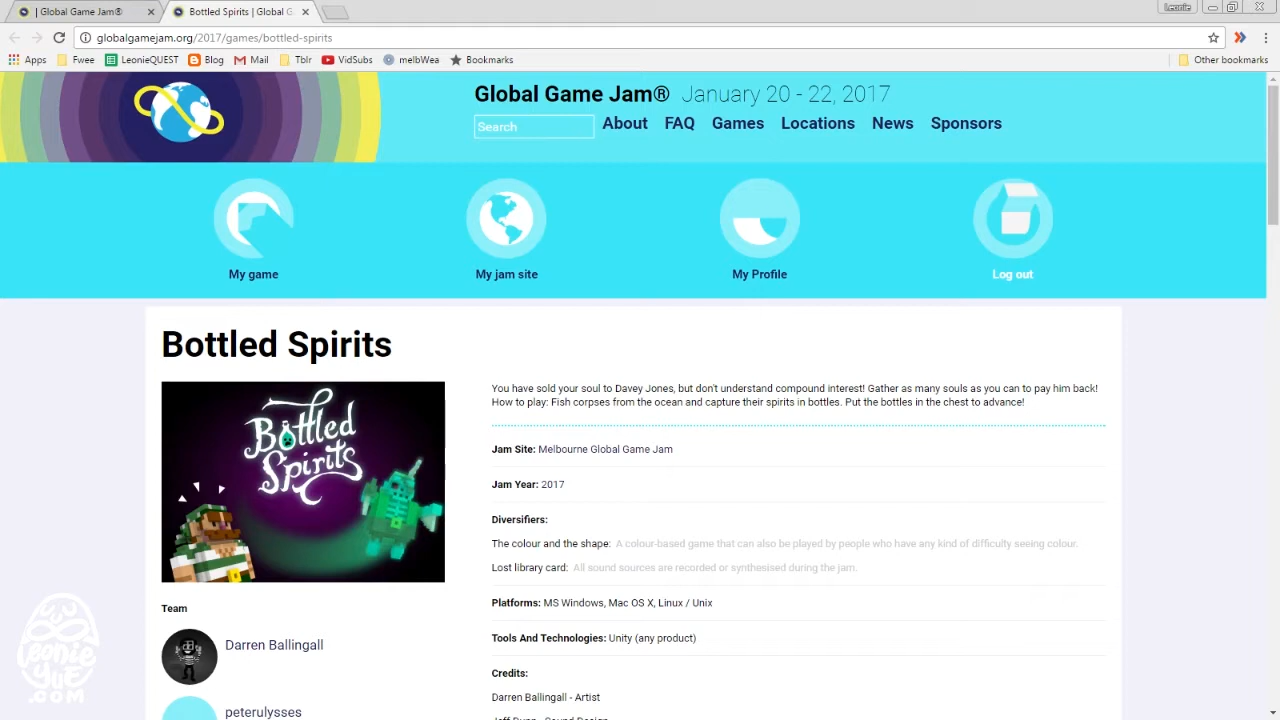 | Global Game Jam®
Bottled Spirits | Global G
Leonie
globalgamejam.org/2017/games/bottled-spirits
Apps Fwee LeonieQUEST Blog Mail Tblr VidSubs melbWea Bookmarks Other bookmarks
Global Game Jam® January 20 - 22, 2017
Search About FAQ Games Locations News Sponsors
My game My jam site My Profile Log out
Bottled Spirits
Bottled
Spirits
You have sold your soul to Davey Jones, but don't understand compound interest! Gather as many souls as you can to pay him back!
How to play: Fish corpses from the ocean and capture their spirits in bottles. Put the bottles in the chest to advance!
Jam Site: Melbourne Global Game Jam
Jam Year: 2017
Diversifiers:
The colour and the shape: A colour-based game that can also be played by people who have any kind of difficulty seeing colour.
Lost library card: All sound sources are recorded or synthesised during the jam.
Platforms: MS Windows, Mac OS X, Linux / Unix
Tools And Technologies: Unity (any product)
Credits:
Darren Ballingall - Artist
Team
Darren Ballingall
peterulysses
Leonie
Yue
.com